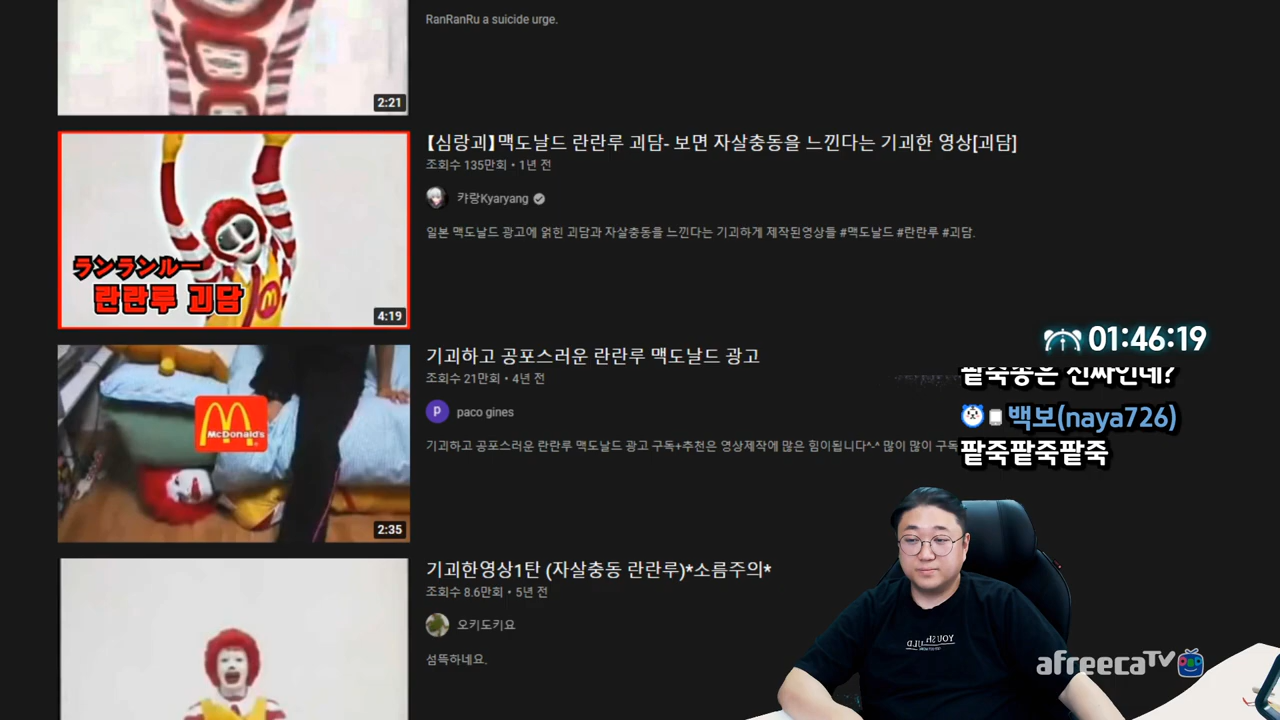 RanRanRu a suicide urge.
2:21
【심랑괴】맥도날드 란란루 괴담- 보면 자살충동을 느낀다는 기괴한 영상[괴담]
조회수 135만회 • 1년 전
캬랑Kyaryang
일본 맥도날드 광고에 얽힌 괴담과 자살충동을 느낀다는 기괴하게 제작된영상들 #맥도날드 #란란루 #괴담.
ランランルー
란란루 괴담
4:19
01:46:19
기괴하고 공포스러운 란란루 맥도날드 광고
조회수 21만회 • 4년 전
팥죽송은 진짜인데?
P paco gines
백보(naya726)
McDonald's
기괴하고 공포스러운 란란루 맥도날드 광고 구독+추천은 영상제작에 많은 힘이됩니다^-^ 많이 많이 구독
팥죽팥죽팥죽
2:35
기괴한영상1탄 (자살충동 란란루)*소름주의*
조회수 8.6만회 • 5년 전
오키도키요
섬뜩하네요.
afreecaTV